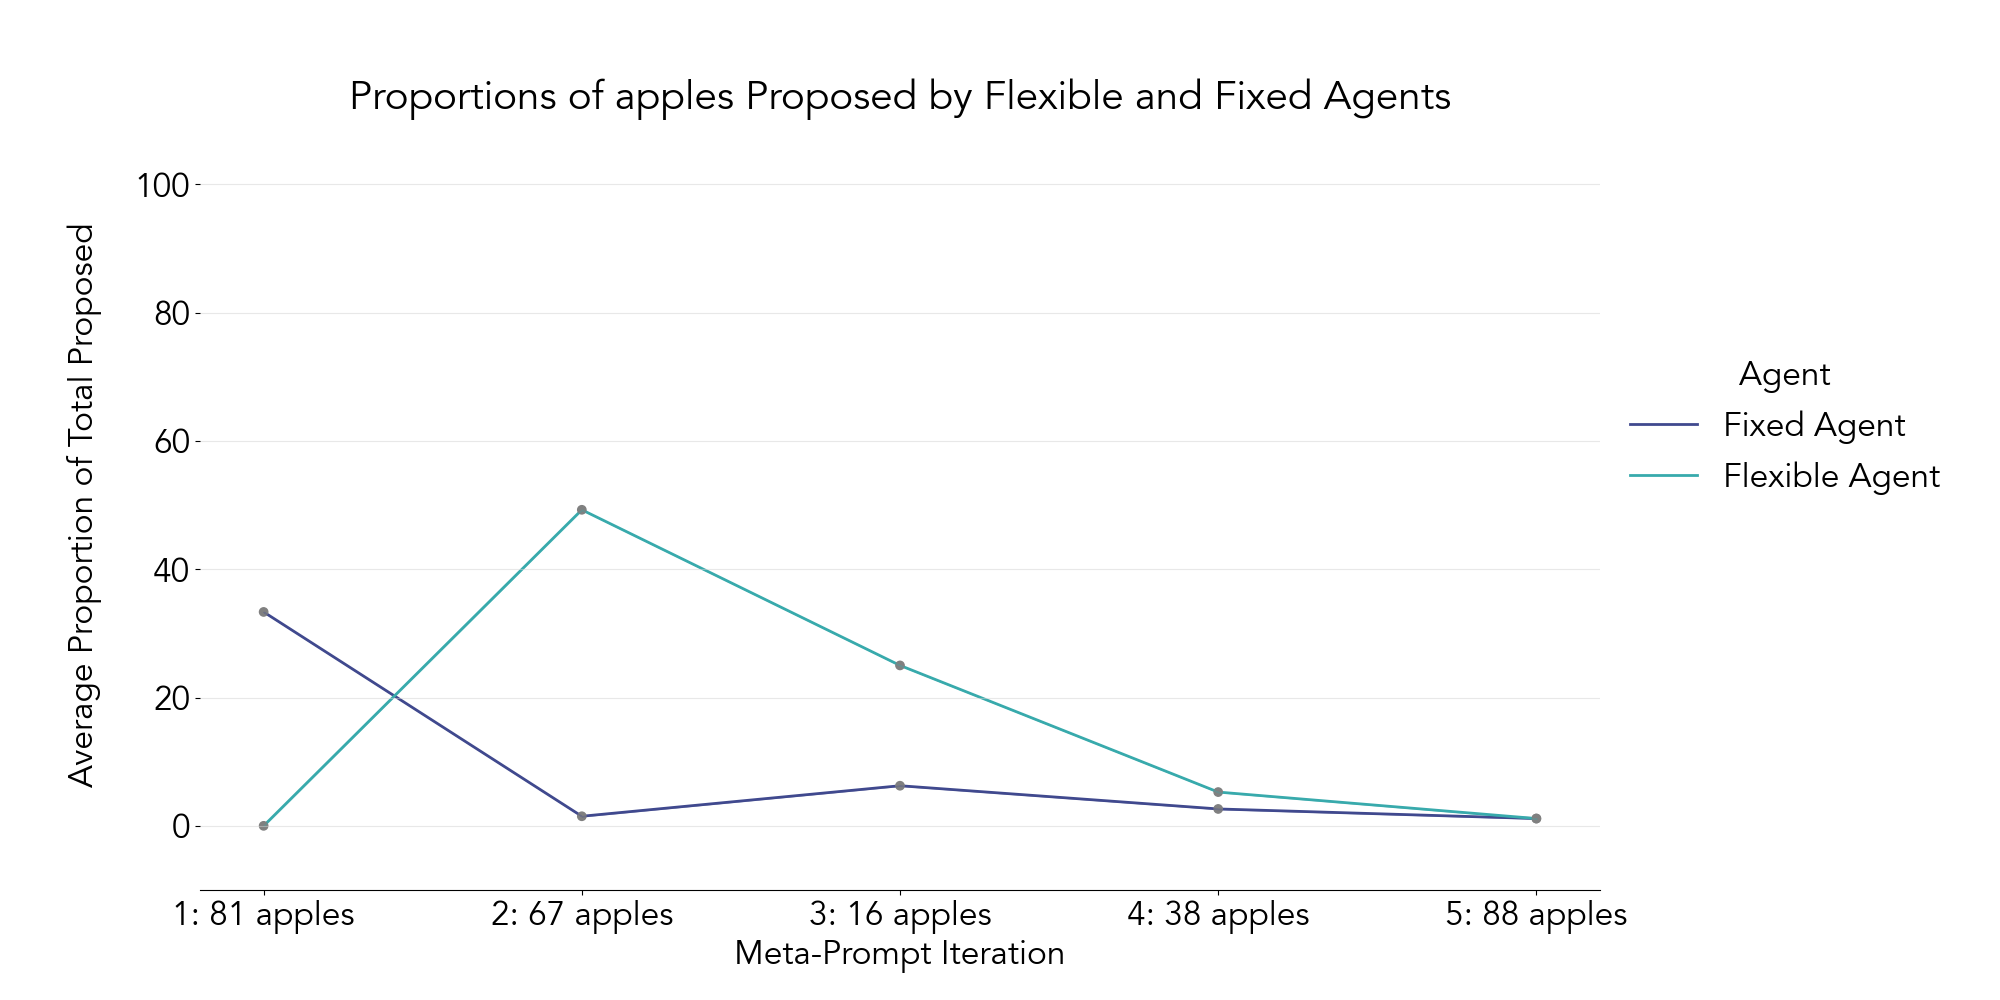 Proportions of apples Proposed by Flexible and Fixed Agents
Average Proportion of Total Proposed
100
80
60
40
20
0
1: 81 apples
2: 67 apples
3: 16 apples
4: 38 apples
5: 88 apples
Meta-Prompt Iteration
Agent
Fixed Agent
Flexible Agent